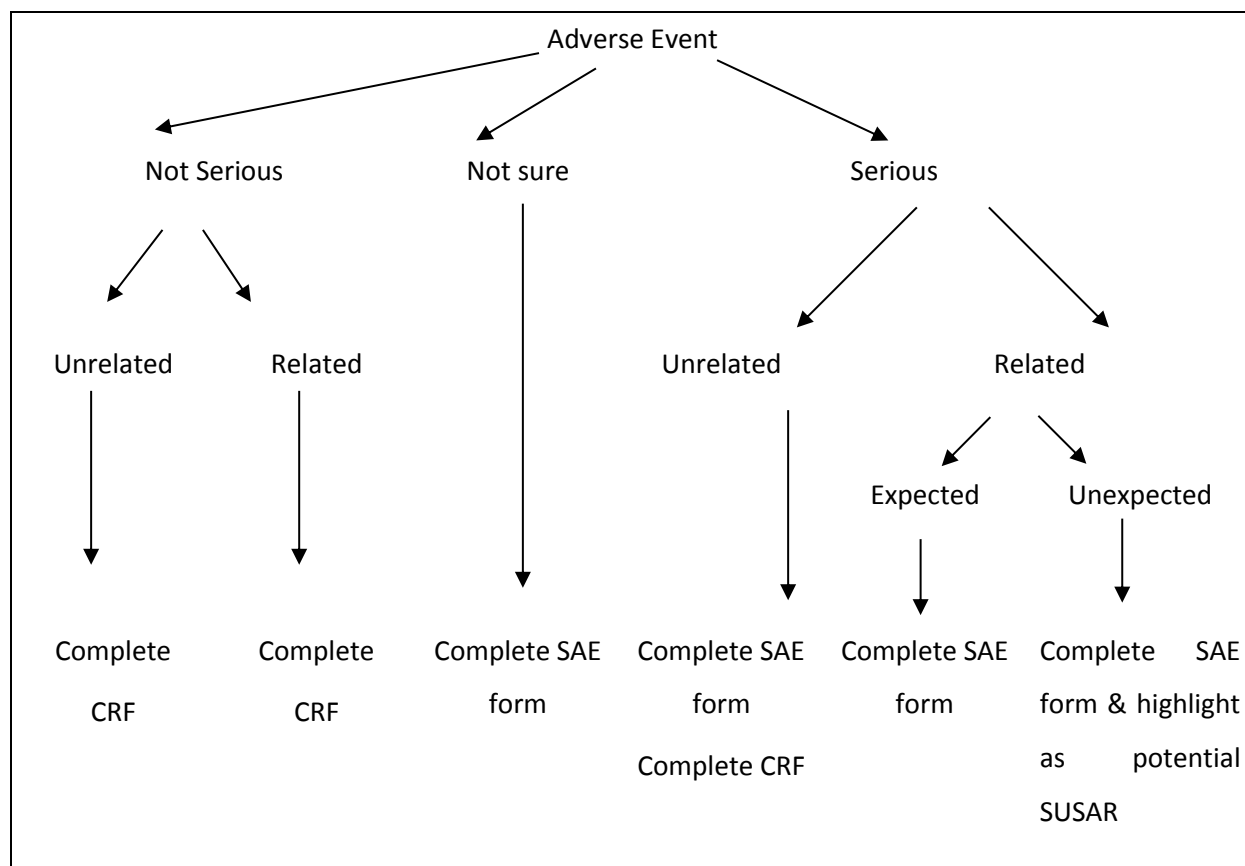 Adverse Event
Not Serious
Not sure
Serious
Unrelated
Related
Unrelated
Related
Expected
Unexpected
Complete
CRF
Complete
CRF
Complete SAE
form
Complete SAE
form
Complete CRF
Complete SAE
form
Complete SAE
form & highlight
as potential
SUSAR